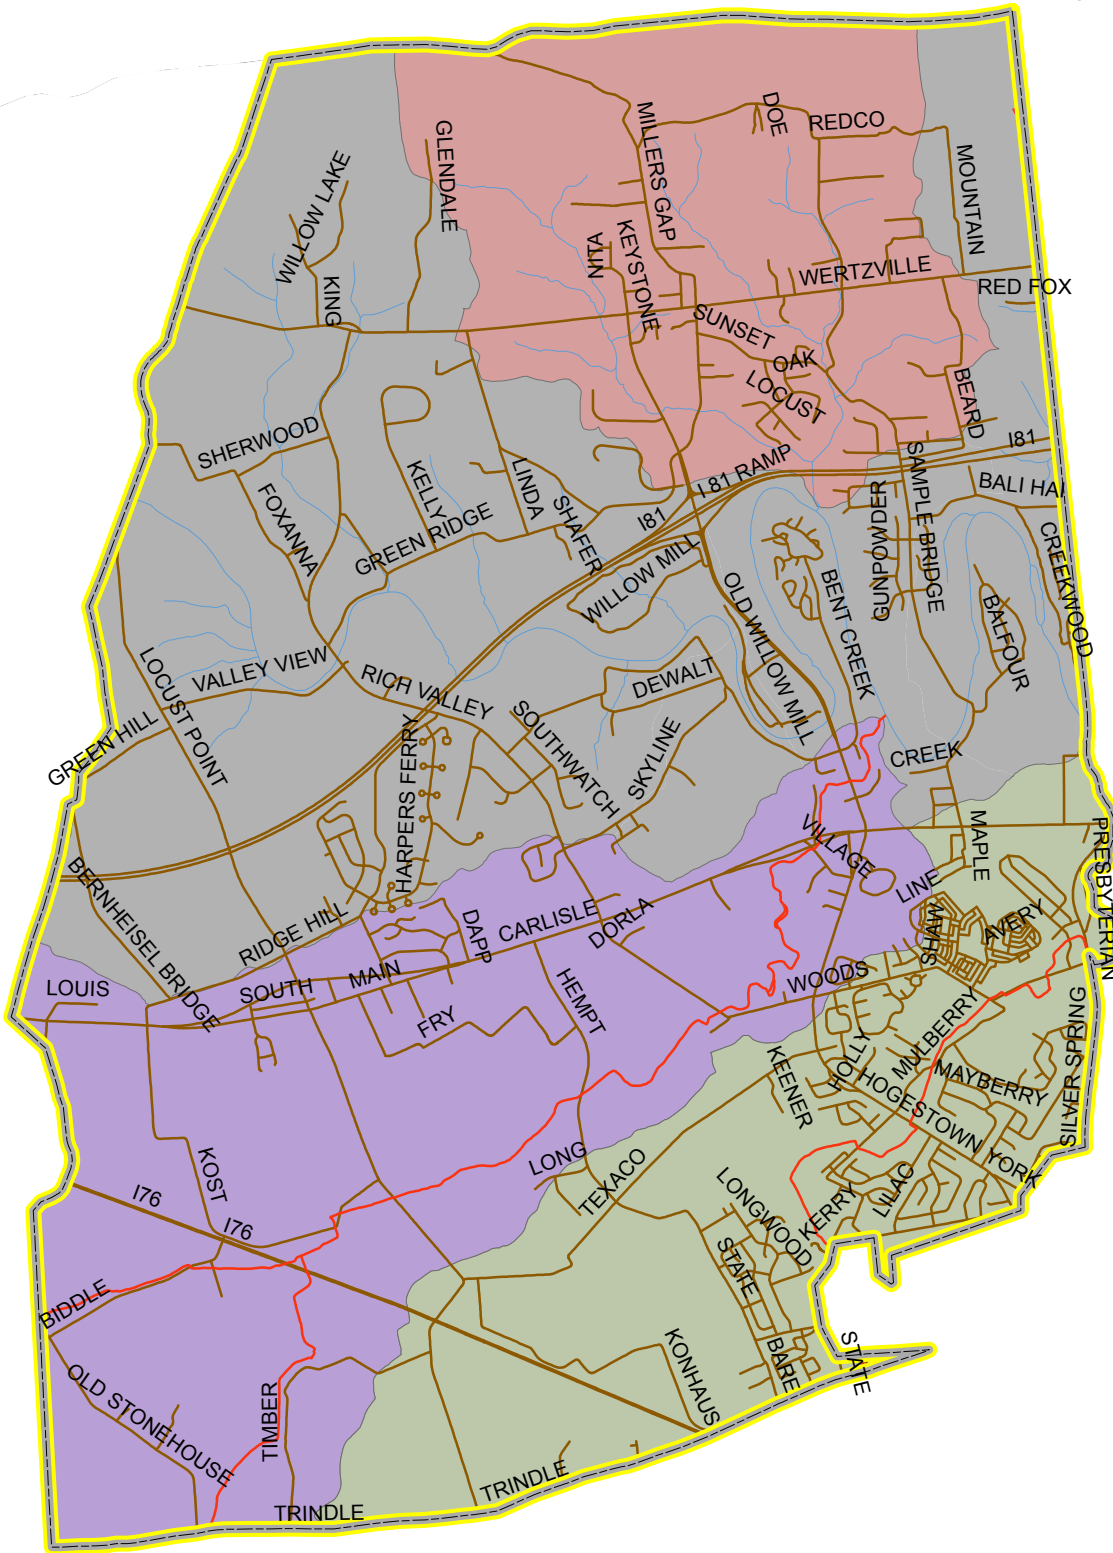 DOE
REDCO
MILLERS GAP
GLENDALE
MOUNTAIN
WILLOW LAKE
NITA
KEYSTONE
WERTZVILLE
RED FOX
KING
SUNSET
OAK
LOCUST
BEARD
SHERWOOD
I81
I 81 RAMP
SAMPLE BRIDGE
BALI HAI
KELLY
LINDA
FOXANNA
SHAFER
GREEN RIDGE
I81
GUNPOWDER
CREEKWOOD
WILLOW MILL
OLD WILLOW MILL
BENT CREEK
BALFOUR
LOCUST POINT
VALLEY VIEW
RICH VALLEY
DEWALT
GREEN HILL
HARPERS FERRY
SOUTHWATCH
SKYLINE
CREEK
VILLAGE
MAPLE
PRESBYTERIAN
BERNHEISEL BRIDGE
LINE
RIDGE HILL
DAPP
CARLISLE
DORLA
SHAW
AVERY
LOUIS
SOUTH
MAIN
WOODS
FRY
HEMPT
HOLLY
MULBERRY
SILVER SPRING
KEENER
MAYBERRY
HOGESTOWN
YORK
KOST
LONG
TEXACO
I76
I76
LONGWOOD
KERRY
LILAC
STATE
BIDDLE
KONHAUS
BARE
STATE
OLD STONEHOUSE
TIMBER
TRINDLE
TRINDLE